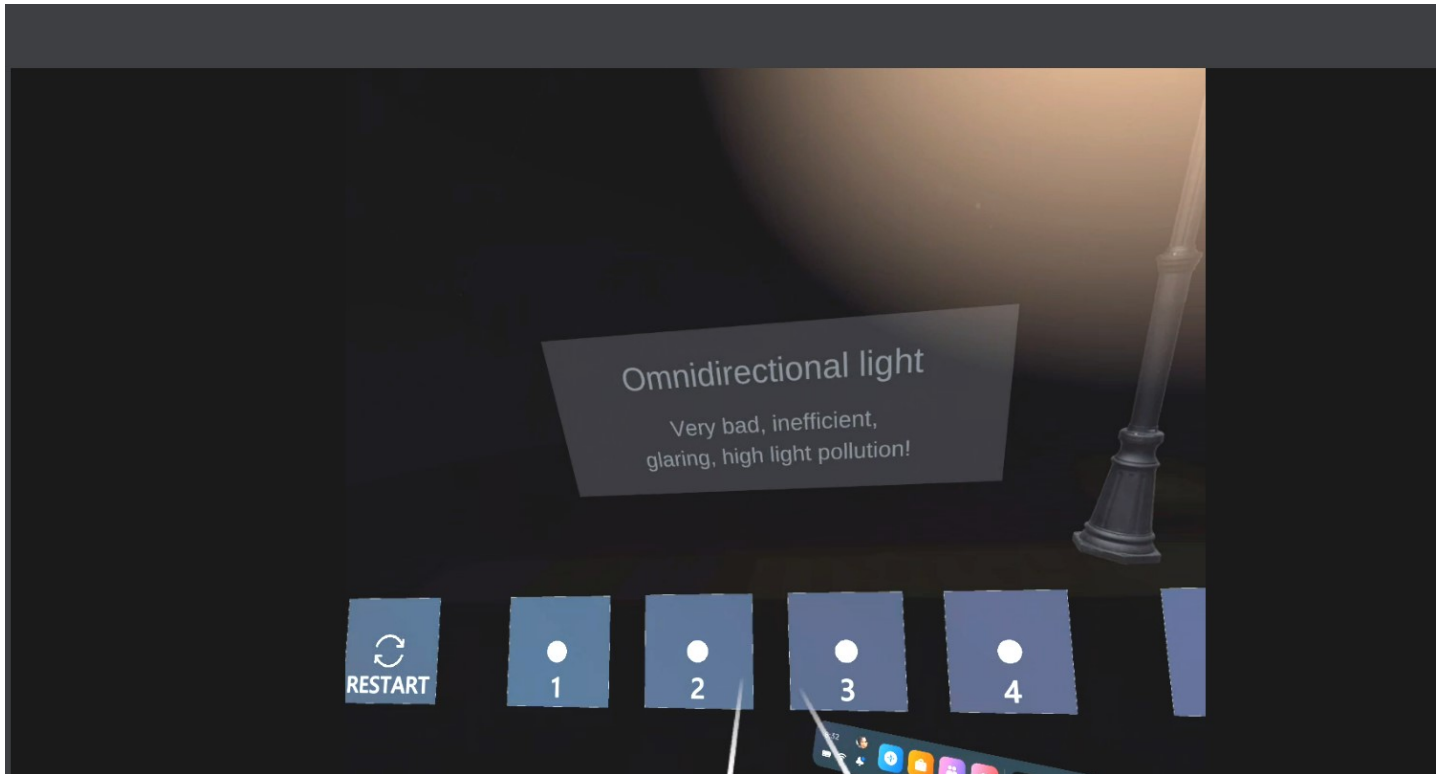 Omnidirectional light
Very bad, inefficient,
glaring, high light pollution!
RESTART
1
2
3
4